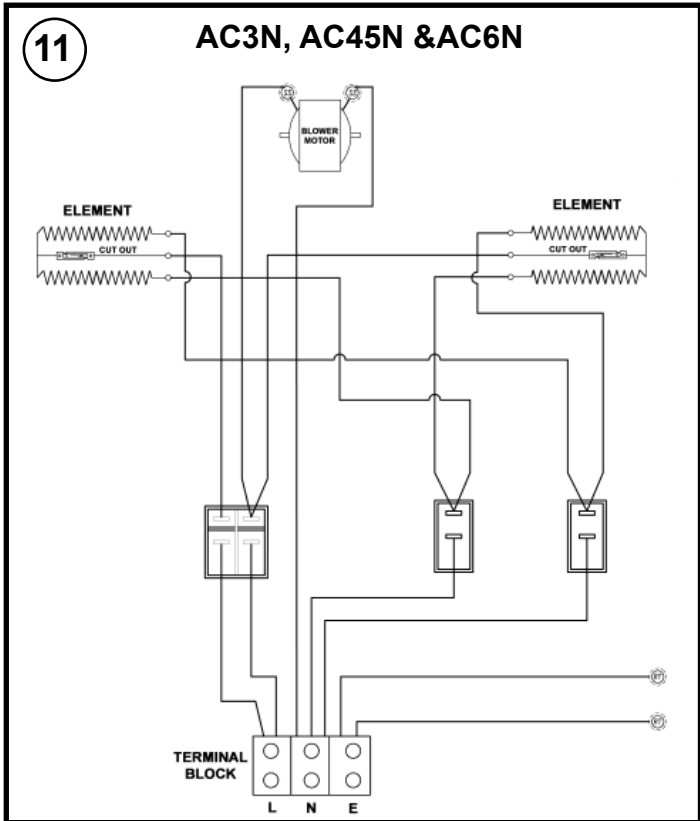 11
AC3N, AC45N &AC6N
BLOWER
MOTOR
ELEMENT
CUT OUT
ELEMENT
CUT OUT
TERMINAL
BLOCK
L N E